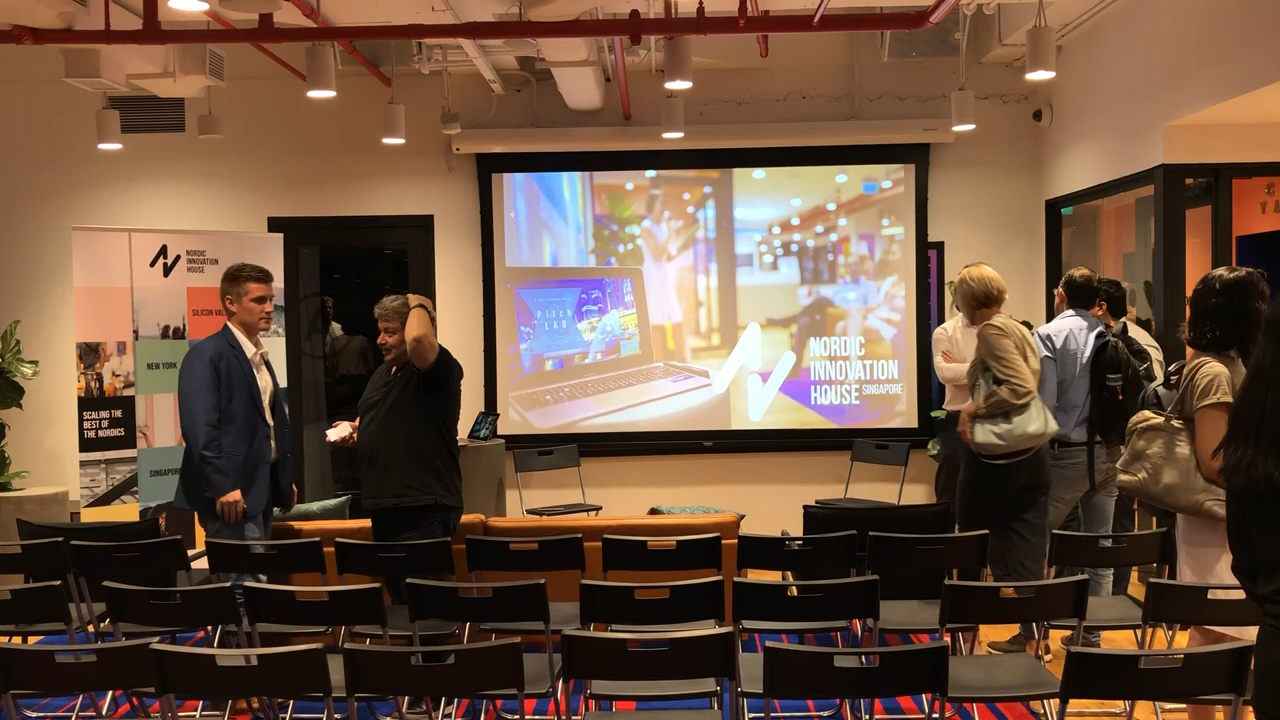 NORDIC
INNOVATION
HOUSE
SILICON VAL
NEW YORK
SCALING THE
BEST OF
THE NORDICS
SINGAPORE
Pitch
LAB
NORDIC
INNOVATION
HOUSE SINGAPORE